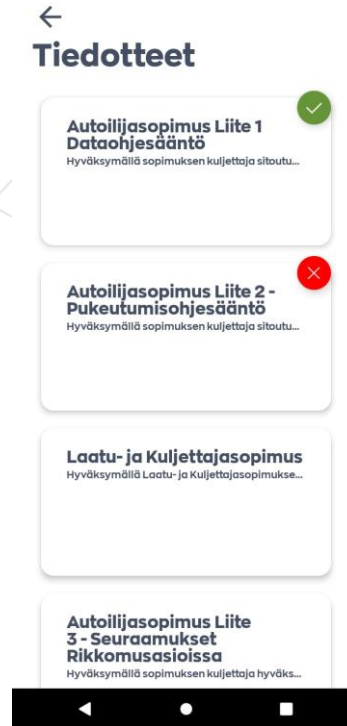 Tiedotteet
Autoilijasopimus Liite 1
Dataohjesääntö
Hyväksymällä sopimuksen kuljettaja sitoutu...
Autoilijasopimus Liite 2 -
Pukeutumisohjesääntö
Hyväksymällä sopimuksen kuljettaja sitoutu...
Laatu- ja Kuljettajasopimus
Hyväksymällä Laatu- ja Kuljettajasopimukse...
Autoilijasopimus Liite
3 - Seuraamukset
Rikkomusasioissa
Hyväksymällä sopimuksen kuljettaja hyväks...